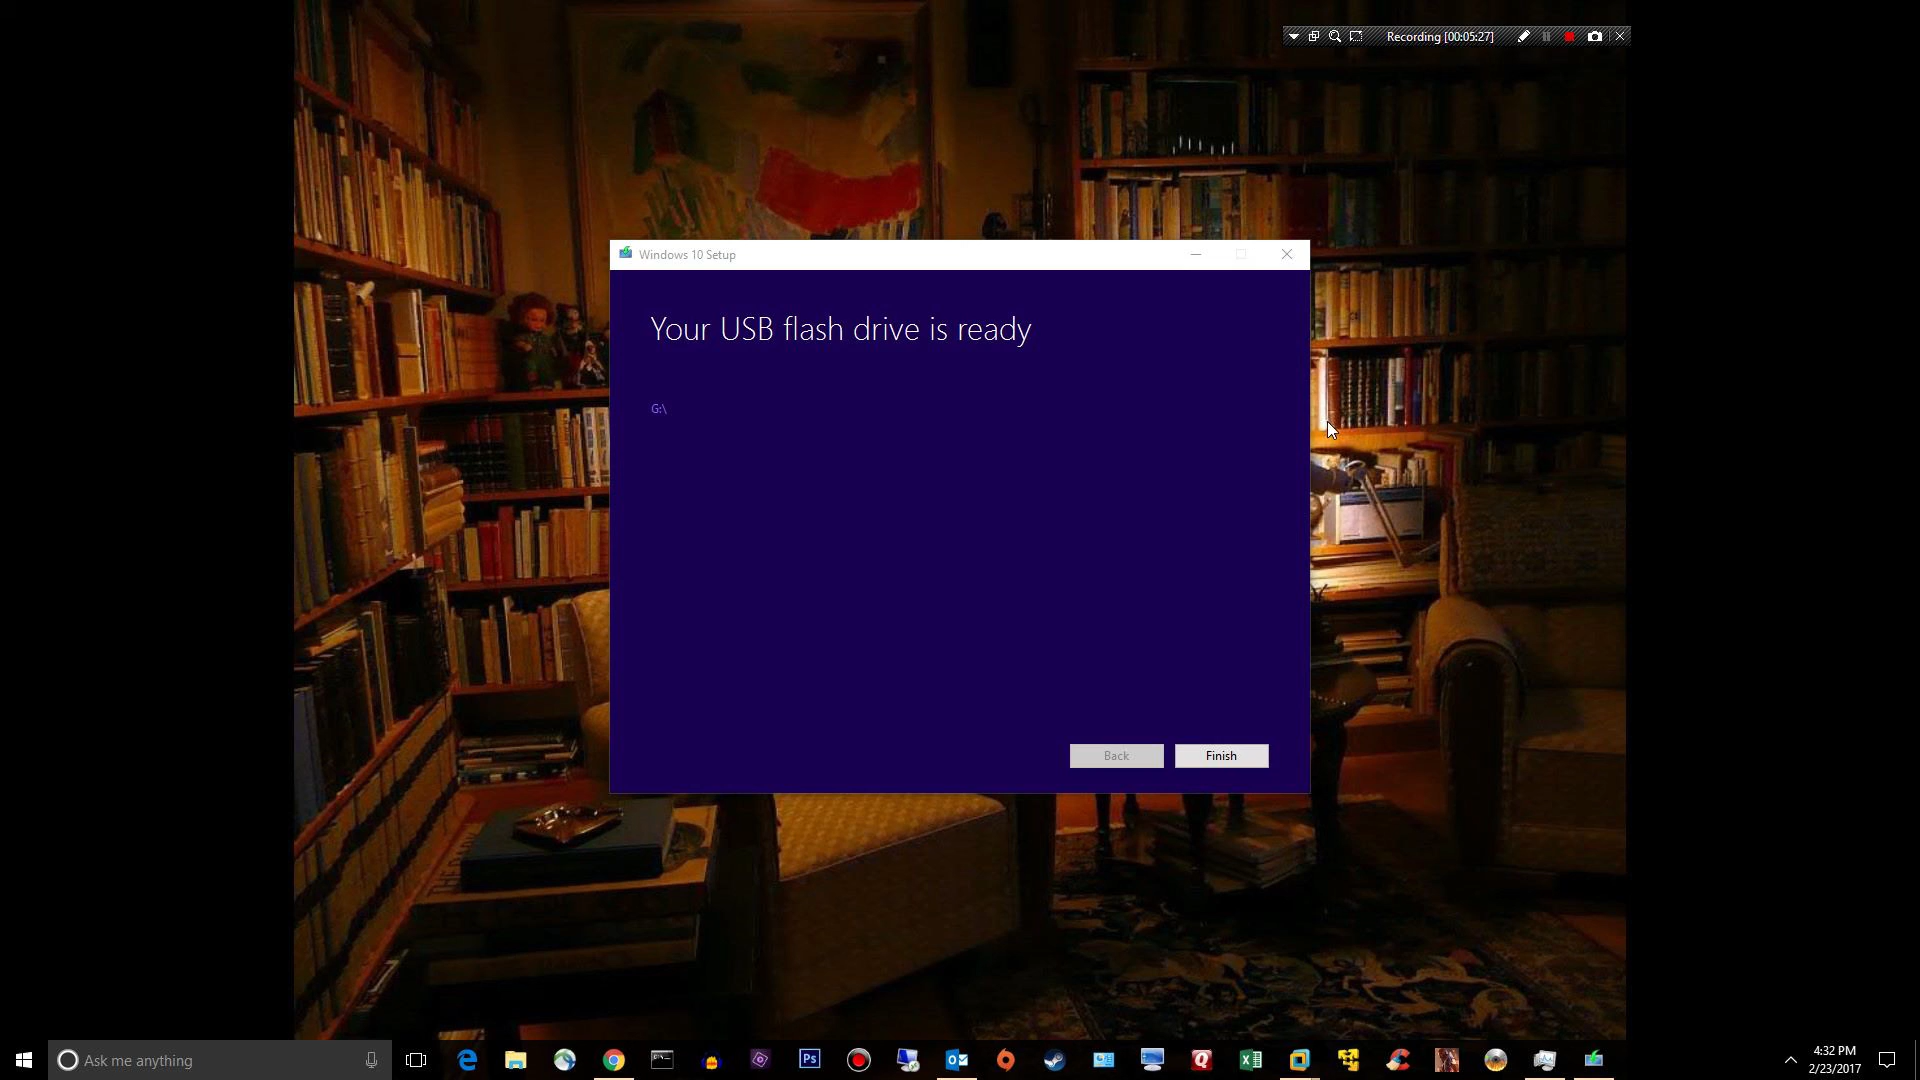 Recording [00:05:27]
Windows 10 Setup
Your USB flash drive is ready
G:\
Back
Finish
Ask me anything
Ps
4:32 PM
2/23/2017